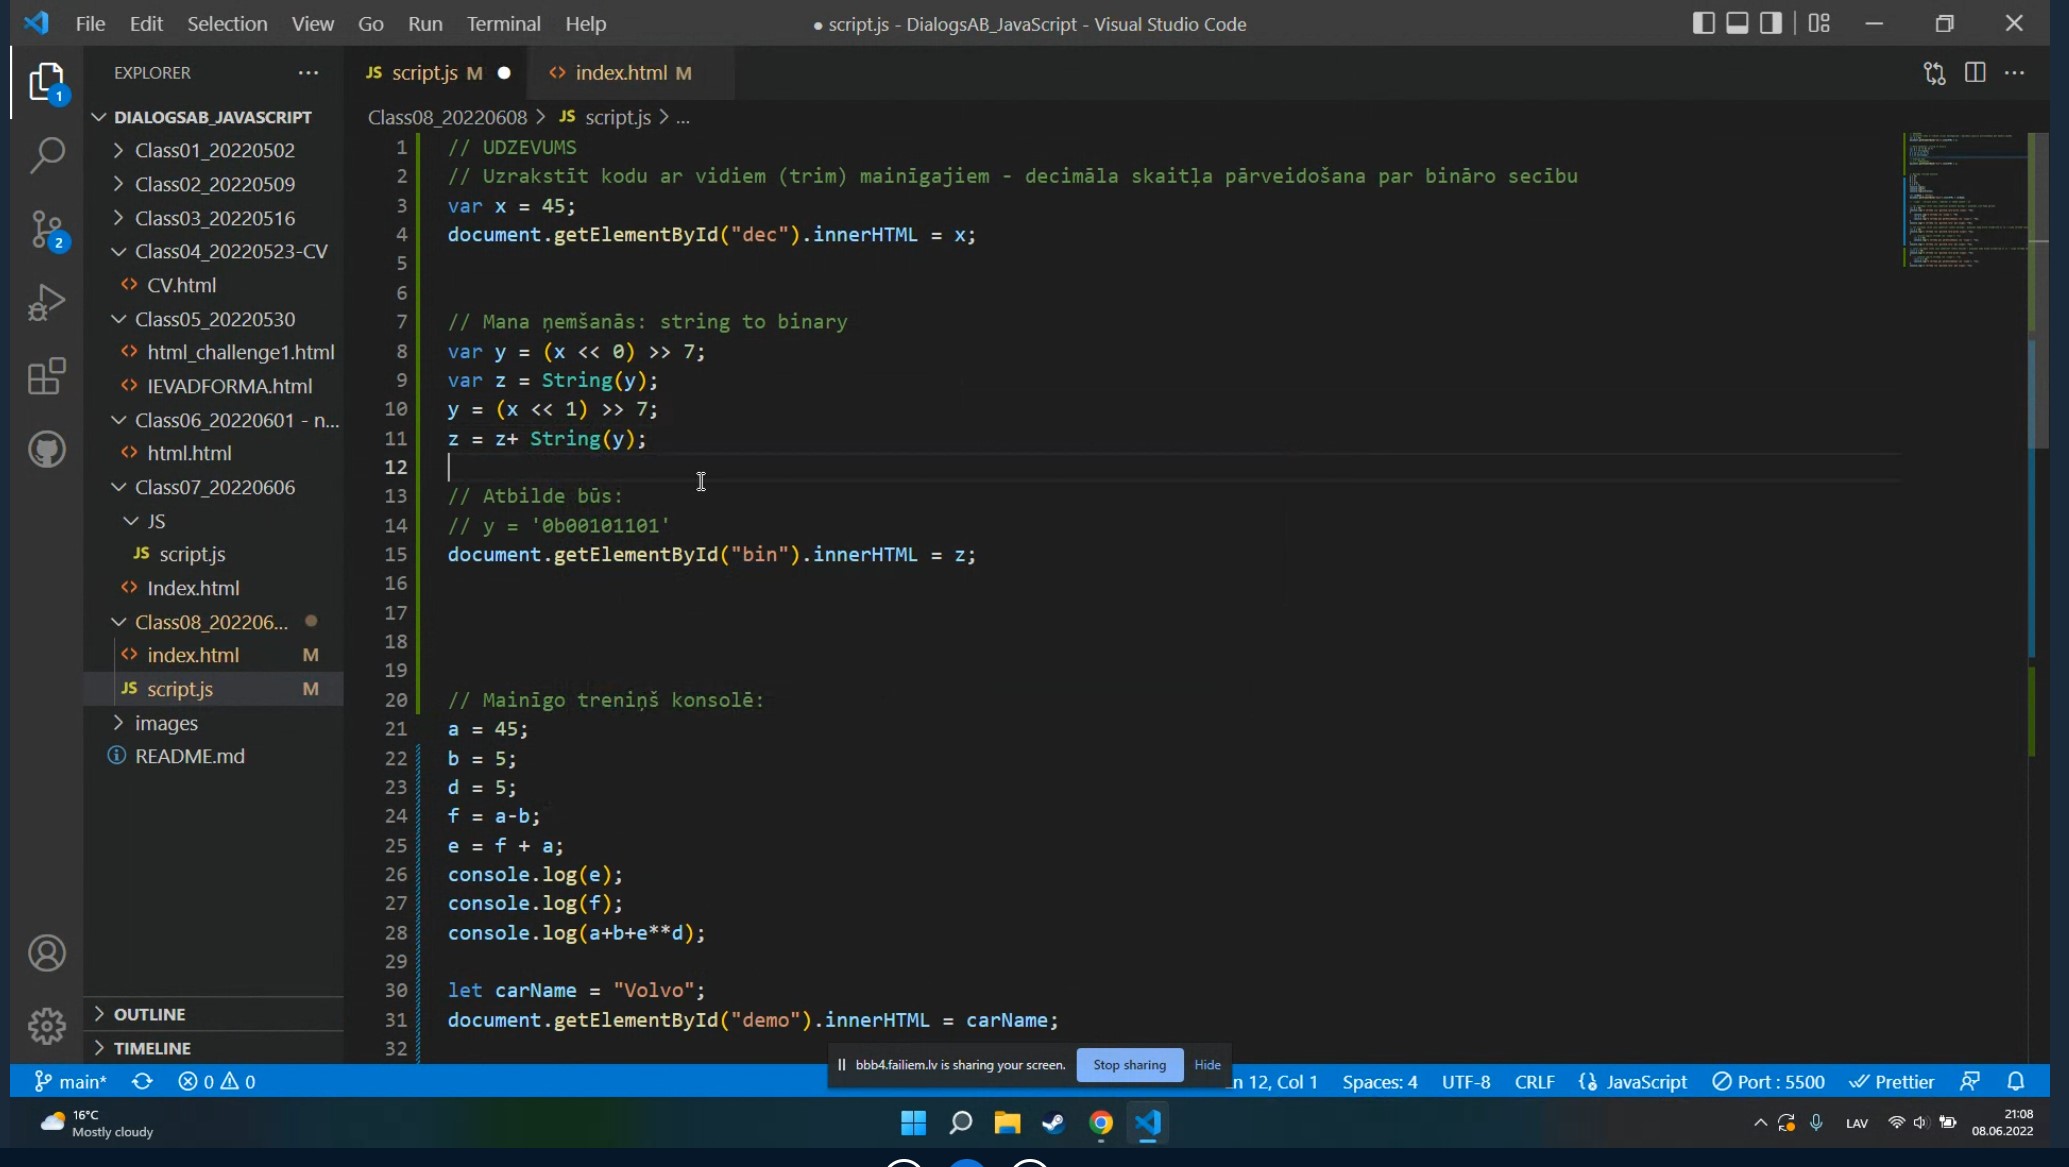 File Edit Selection View Go Run Terminal Help
● script.js - DialogsAB_JavaScript - Visual Studio Code
EXPLORER ···
JS script.js M ●
<> index.html M
Class08_20220608 > JS script.js > ...
DIALOGSAB_JAVASCRIPT
Class01_20220502
Class02_20220509
Class03_20220516
Class04_20220523-CV
<> CV.html
Class05_20220530
<> html_challenge1.html
<> IEVADFORMA.html
Class06_20220601 - n...
<> html.html
Class07_20220606
JS
JS script.js
<> Index.html
Class08_202206...
<> index.html M
JS script.js M
images
README.md
OUTLINE
TIMELINE
1
2
1 // UDZEVUMS
2 // Uzrakstīt kodu ar vidiem (trim) mainīgajiem - decimāla skaitļa pārveidošana par bināro secību
3 var x = 45;
4 document.getElementById("dec").innerHTML = x;
5
6
7 // Mana ņemšanās: string to binary
8 var y = (x << 0) >> 7;
9 var z = String(y);
10 y = (x << 1) >> 7;
11 z = z+ String(y);
12
13 // Atbilde būs:
14 // y = '0b00101101'
15 document.getElementById("bin").innerHTML = z;
16
17
18
19
20 // Mainīgo treniņš konsolē:
21 a = 45;
22 b = 5;
23 d = 5;
24 f = a-b;
25 e = f + a;
26 console.log(e);
27 console.log(f);
28 console.log(a+b+e**d);
29
30 let carName = "Volvo";
31 document.getElementById("demo").innerHTML = carName;
32
bbb4.failiem.lv is sharing your screen. Stop sharing Hide
main* 0 0
n 12, Col 1 Spaces: 4 UTF-8 CRLF JavaScript Port : 5500 Prettier
16°C
Mostly cloudy
LAV
21:08
08.06.2022